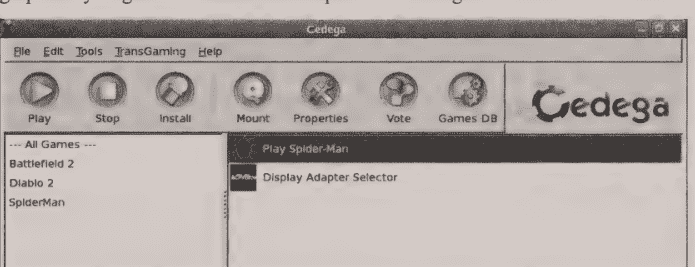 Cedega
File Edit Tools TransGaming Help
Play Stop Install Mount Properties Vote Games DB
Cedega
--- All Games ---
Battlefield 2
Diablo 2
SpiderMan
Play Spider-Man
Display Adapter Selector